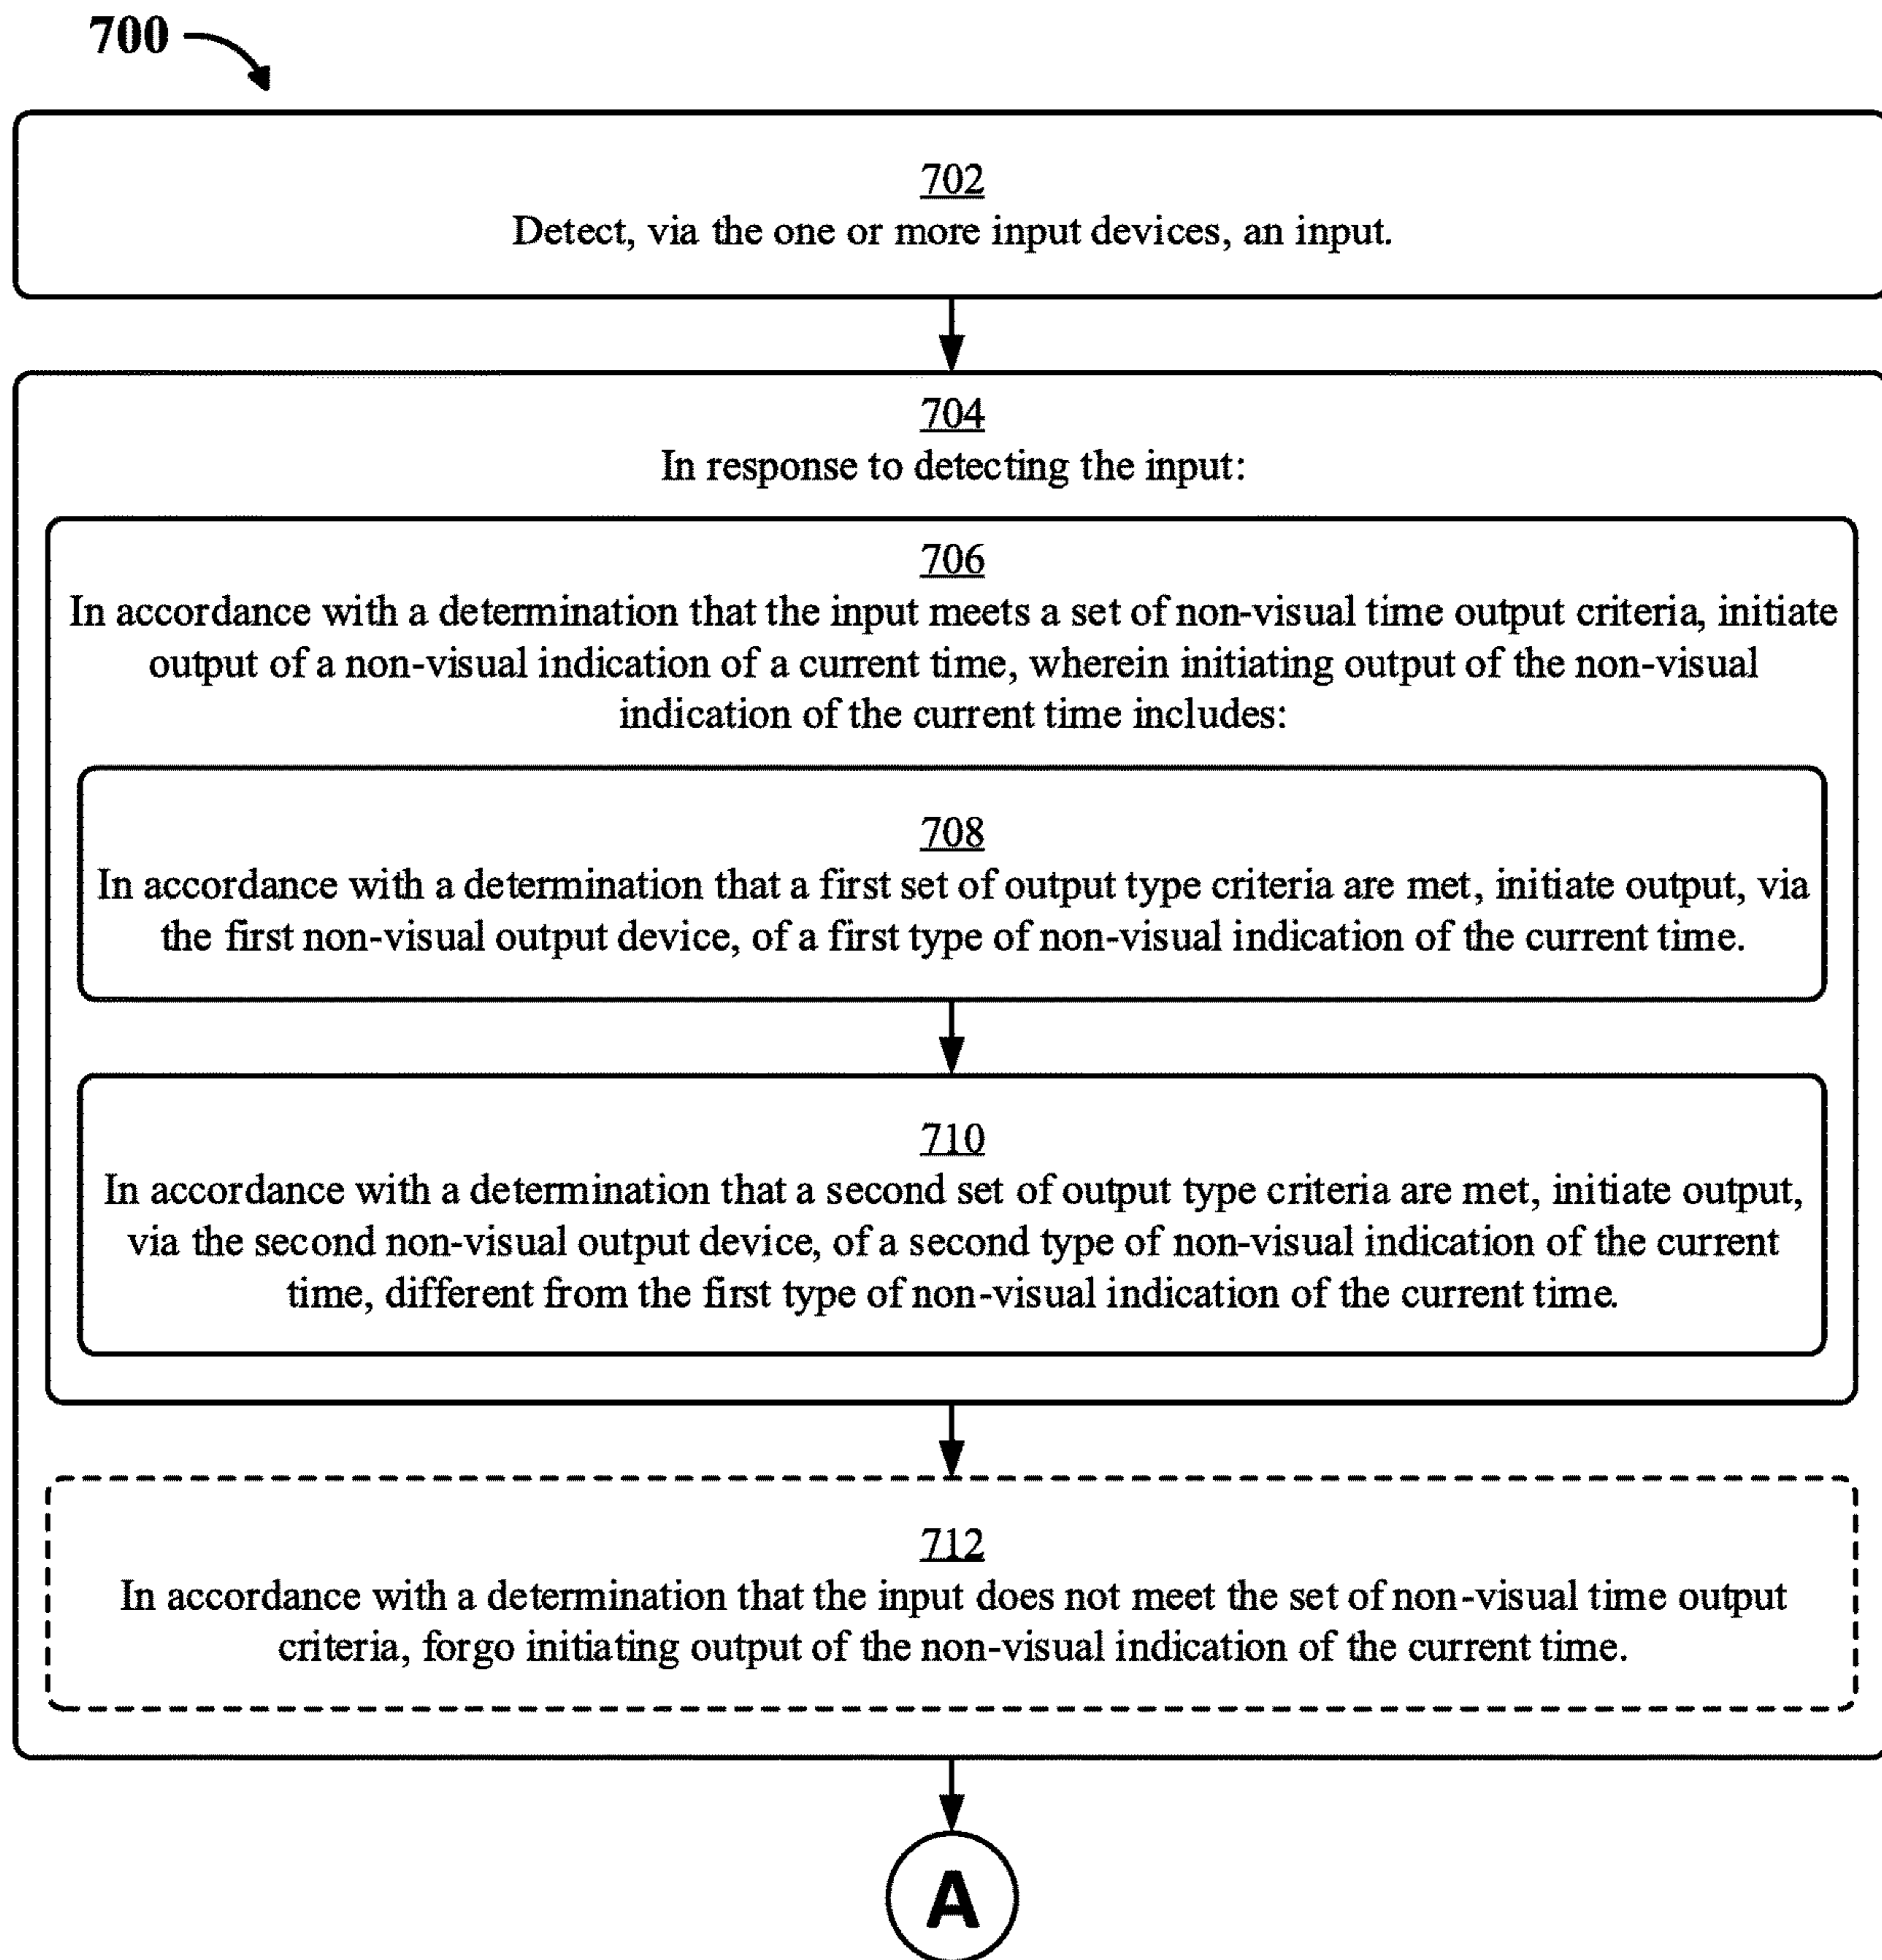 700
702
Detect, via the one or more input devices, an input.
704
In response to detecting the input:
706
In accordance with a determination that the input meets a set of non-visual time output criteria, initiate
output of a non-visual indication of a current time, wherein initiating output of the non-visual
indication of the current time includes:
708
In accordance with a determination that a first set of output type criteria are met, initiate output, via
the first non-visual output device, of a first type of non-visual indication of the current time.
710
In accordance with a determination that a second set of output type criteria are met, initiate output,
via the second non-visual output device, of a second type of non-visual indication of the current
time, different from the first type of non-visual indication of the current time.
712
In accordance with a determination that the input does not meet the set of non-visual time output
criteria, forgo initiating output of the non-visual indication of the current time.
A